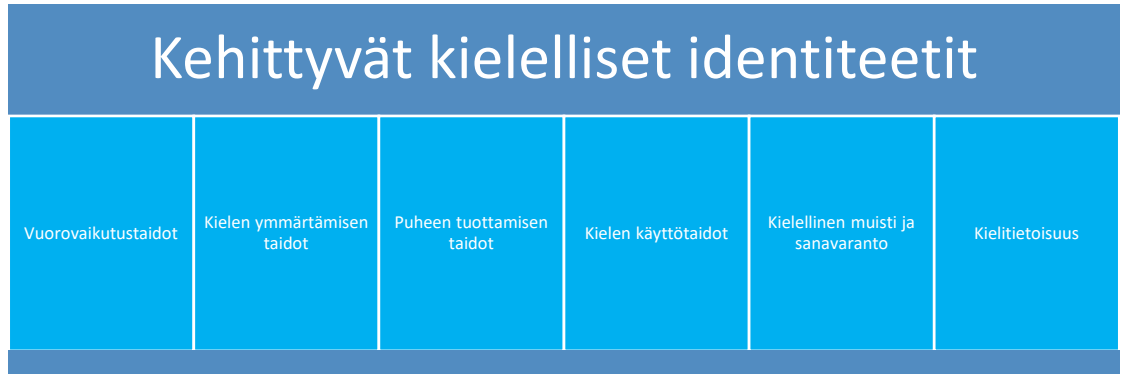 Kehittyvät kielelliset identiteetit
Vuorovaikutustaidot
Kielen ymmärtämisen
taidot
Puheen tuottamisen
taidot
Kielen käyttötaidot
Kielellinen muisti ja
sanavaranto
Kielitietoisuus